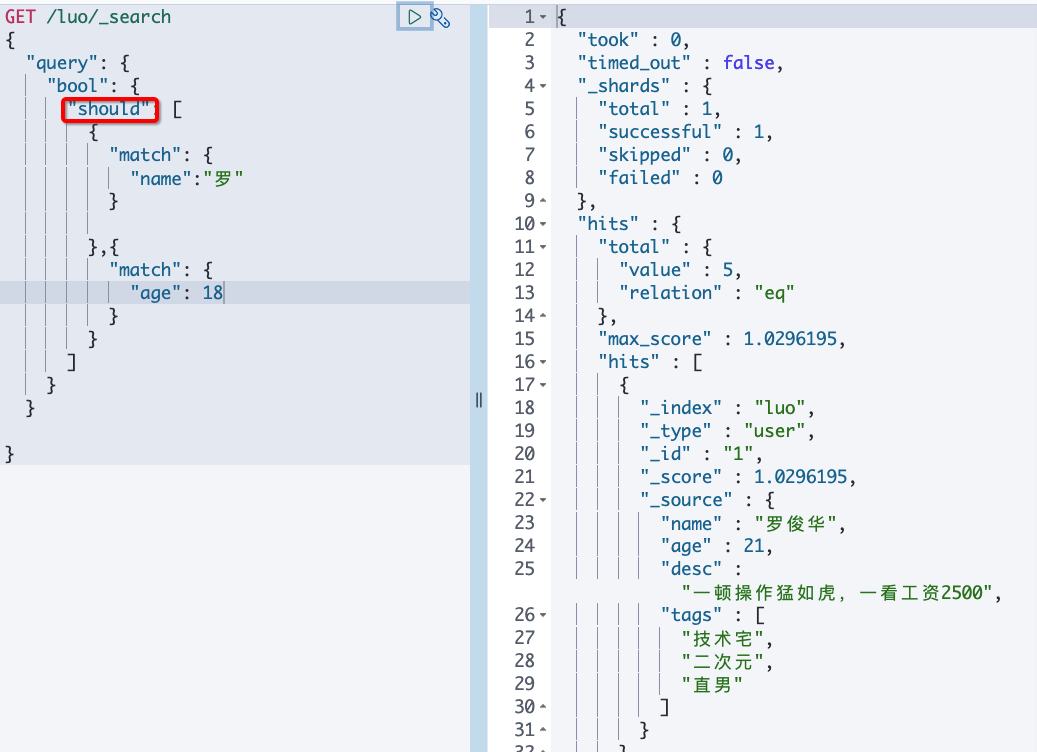 GET /luo/_search
{
  "query": {
    "bool": {
      "should": [
        {
          "match": {
            "name":"罗"
          }

        },{
          "match": {
            "age": 18
          }
        }
      ]
    }
  }

}
1 {
2   "took" : 0,
3   "timed_out" : false,
4   "_shards" : {
5     "total" : 1,
6     "successful" : 1,
7     "skipped" : 0,
8     "failed" : 0
9   },
10   "hits" : {
11     "total" : {
12       "value" : 5,
13       "relation" : "eq"
14     },
15     "max_score" : 1.0296195,
16     "hits" : [
17       {
18         "_index" : "luo",
19         "_type" : "user",
20         "_id" : "1",
21         "_score" : 1.0296195,
22         "_source" : {
23           "name" : "罗俊华",
24           "age" : 21,
25           "desc" :
             "一顿操作猛如虎，一看工资2500",
26           "tags" : [
27             "技术宅",
28             "二次元",
29             "直男"
30           ]
31         }
32       }